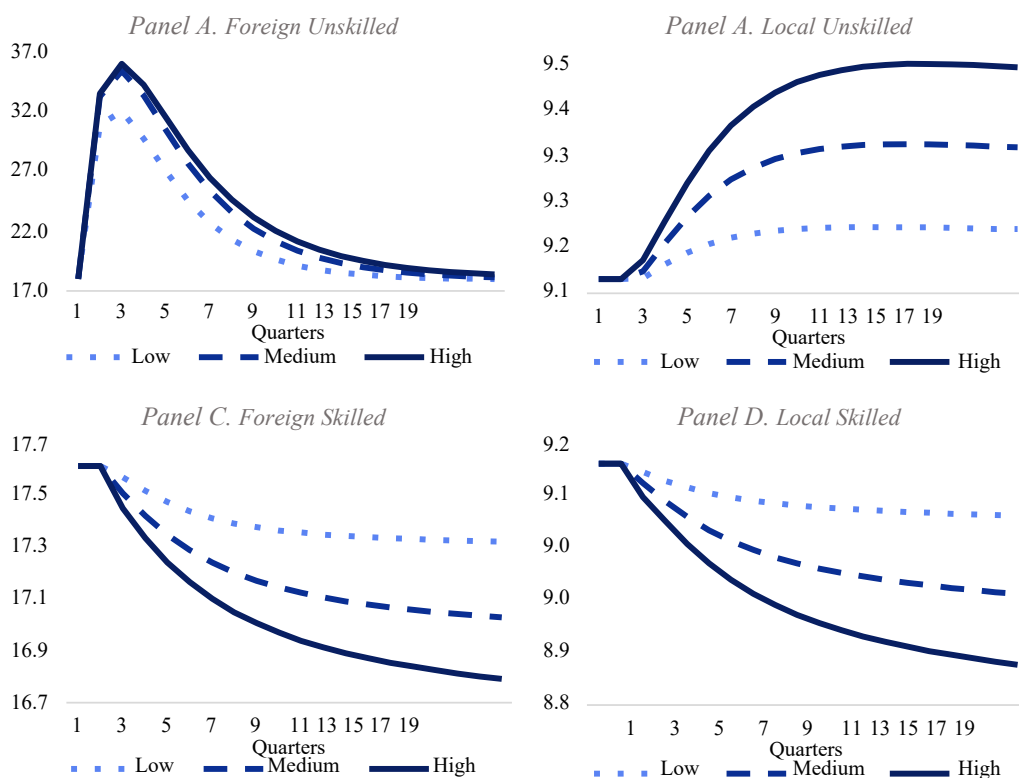 Panel A. Foreign Unskilled
37.0
32.0
27.0
22.0
17.0
1 3 5 7 9 11 13 15 17 19
Quarters
Low Medium High
Panel A. Local Unskilled
9.5
9.4
9.3
9.3
9.2
9.1
1 3 5 7 9 11 13 15 17 19
Quarters
Low Medium High
Panel C. Foreign Skilled
17.7
17.5
17.3
17.1
16.9
16.7
1 3 5 7 9 11 13 15 17 19
Quarters
Low Medium High
Panel D. Local Skilled
9.2
9.1
9.0
9.0
8.9
8.8
1 3 5 7 9 11 13 15 17 19
Quarters
Low Medium High